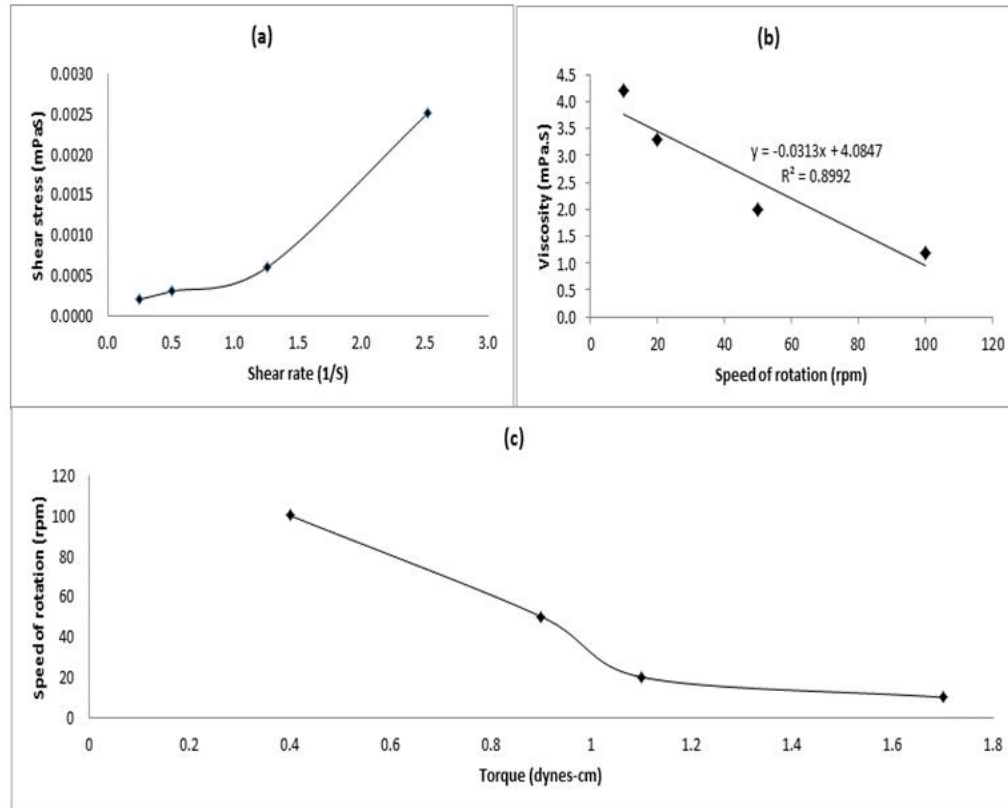 (a)
Shear stress (mPaS)
0.0030
0.0025
0.0020
0.0015
0.0010
0.0005
0.0000
0.0 0.5 1.0 1.5 2.0 2.5 3.0
Shear rate (1/S)
(b)
Viscosity (mPa.S)
4.5
4.0
3.5
3.0
2.5
2.0
1.5
1.0
0.5
0.0
y = -0.0313x + 4.0847
R² = 0.8992
0 20 40 60 80 100 120
Speed of rotation (rpm)
(c)
Speed of rotation (rpm)
120
100
80
60
40
20
0
0 0.2 0.4 0.6 0.8 1 1.2 1.4 1.6 1.8
Torque (dynes-cm)